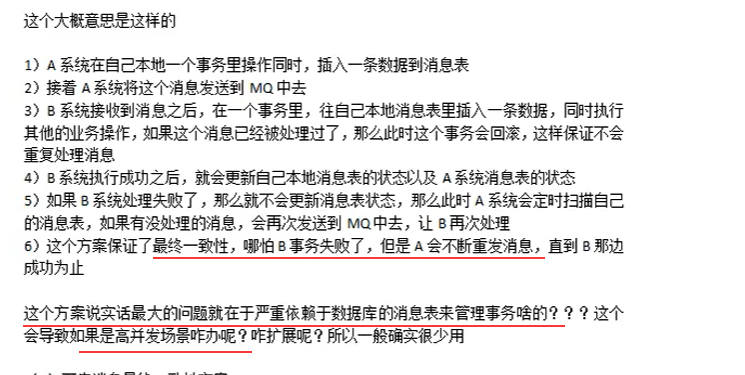 这个大概意思是这样的
1）A 系统在自己本地一个事务里操作同时，插入一条数据到消息表
2）接着 A 系统将这个消息发送到 MQ 中去
3）B 系统接收到消息之后，在一个事务里，往自己本地消息表里插入一条数据，同时执行
其他的业务操作，如果这个消息已经被处理过了，那么此时这个事务会回滚，这样保证不会
重复处理消息
4）B 系统执行成功之后，就会更新自己本地消息表的状态以及 A 系统消息表的状态
5）如果 B 系统处理失败了，那么就不会更新消息表状态，那么此时 A 系统会定时扫描自己
的消息表，如果有没处理的消息，会再次发送到 MQ 中去，让 B 再次处理
6）这个方案保证了最终一致性，哪怕 B 事务失败了，但是 A 会不断重发消息，直到 B 那边
成功为止
这个方案说实话最大的问题就在于严重依赖于数据库的消息表来管理事务啥的？？？这个
会导致如果是高并发场景咋办呢？咋扩展呢？所以一般确实很少用